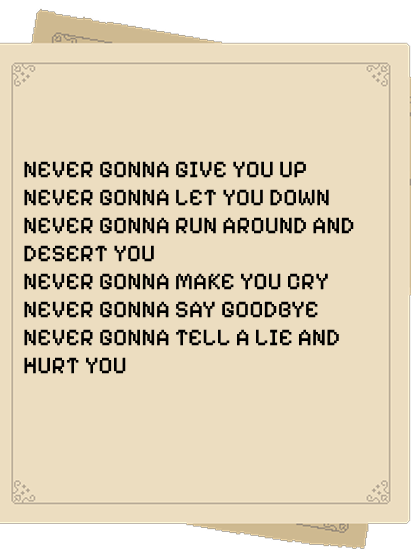 NEVER GONNA GIVE YOU UP
NEVER GONNA LET YOU DOWN
NEVER GONNA RUN AROUND AND
DESERT YOU
NEVER GONNA MAKE YOU CRY
NEVER GONNA SAY GOODBYE
NEVER GONNA TELL A LIE AND
HURT YOU